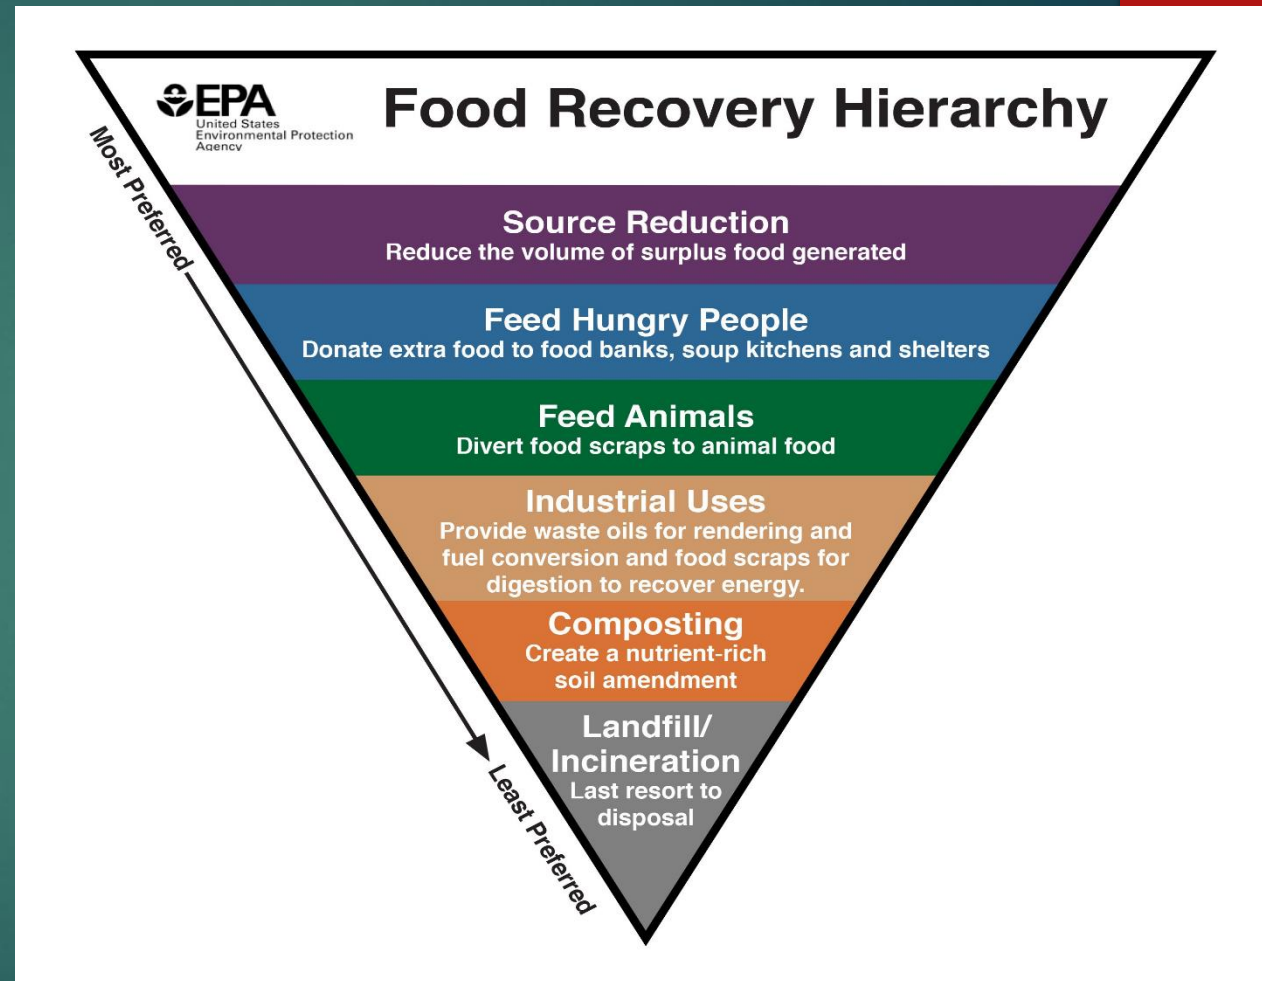 EPA
United States
Environmental Protection
Agency
Food Recovery Hierarchy
Most Preferred
Source Reduction
Reduce the volume of surplus food generated
Feed Hungry People
Donate extra food to food banks, soup kitchens and shelters
Feed Animals
Divert food scraps to animal food
Industrial Uses
Provide waste oils for rendering and
fuel conversion and food scraps for
digestion to recover energy.
Composting
Create a nutrient-rich
soil amendment
Landfill/
Incineration
Last resort to
disposal
Least Preferred